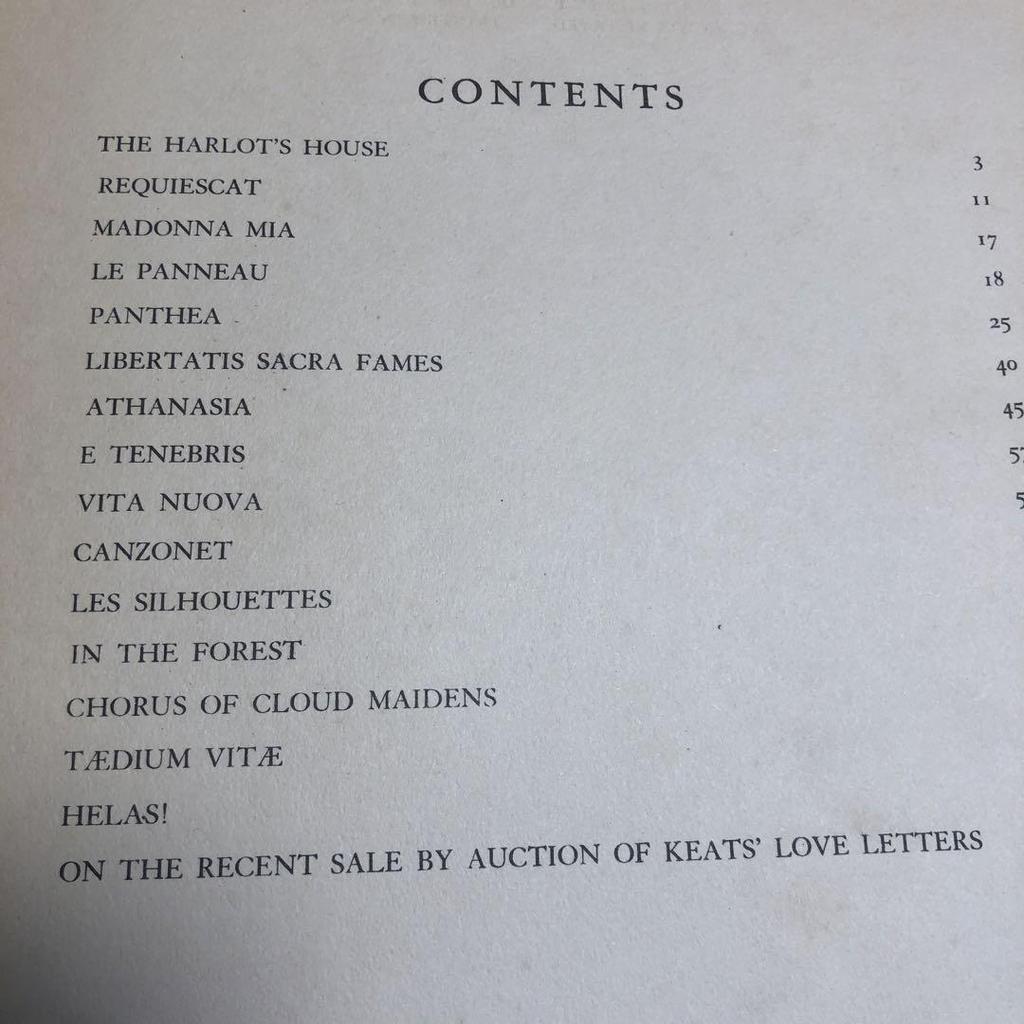 CONTENTS
THE HARLOT'S HOUSE 3
REQUIESCAT 11
MADONNA MIA 17
LE PANNEAU 18
PANTHEA 25
LIBERTATIS SACRA FAMES 40
ATHANASIA 45
E TENEBRIS 57
VITA NUOVA
CANZONET
LES SILHOUETTES
IN THE FOREST
CHORUS OF CLOUD MAIDENS
TÆDIUM VITÆ
HELAS!
ON THE RECENT SALE BY AUCTION OF KEATS' LOVE LETTERS